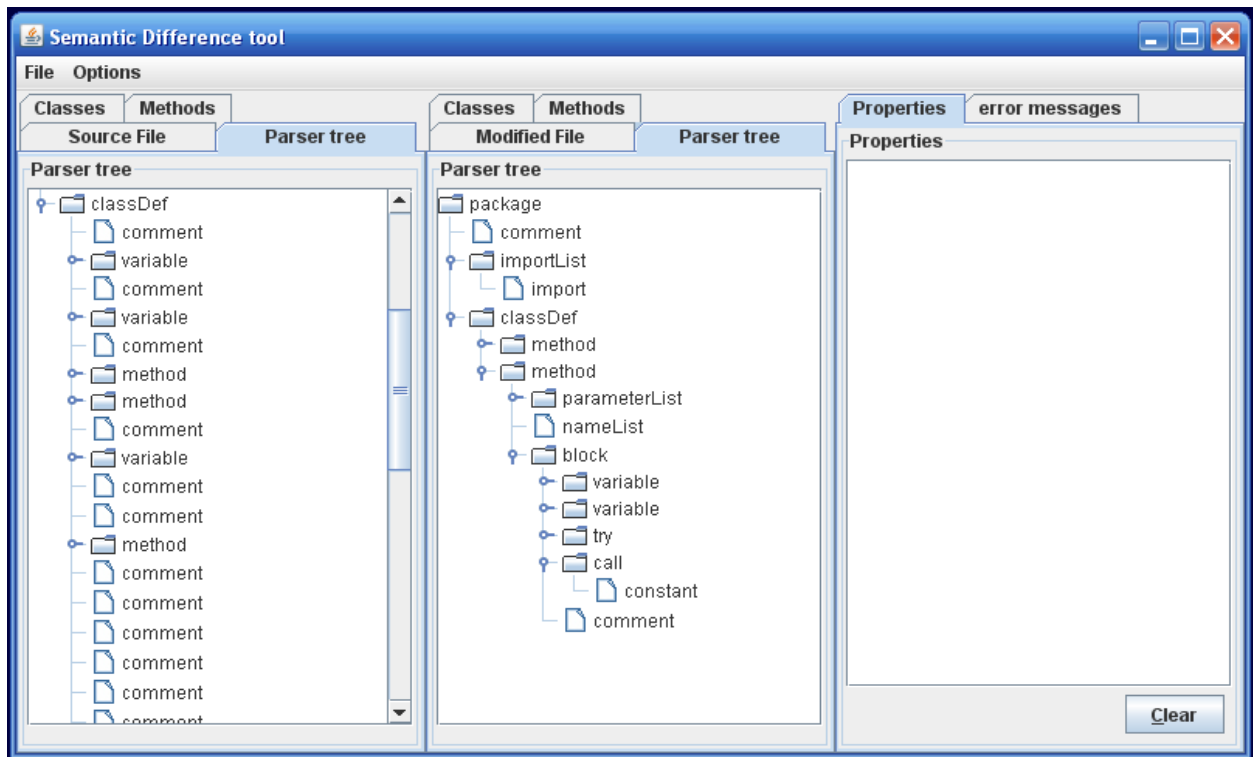 Semantic Difference tool
File Options
Classes Methods
Source File Parser tree
Parser tree
classDef
comment
variable
comment
variable
comment
method
method
comment
variable
comment
comment
method
comment
comment
comment
comment
comment
comment
Classes Methods
Modified File Parser tree
Parser tree
package
comment
importList
import
classDef
method
method
parameterList
nameList
block
variable
variable
try
call
constant
comment
Properties error messages
Properties
Clear